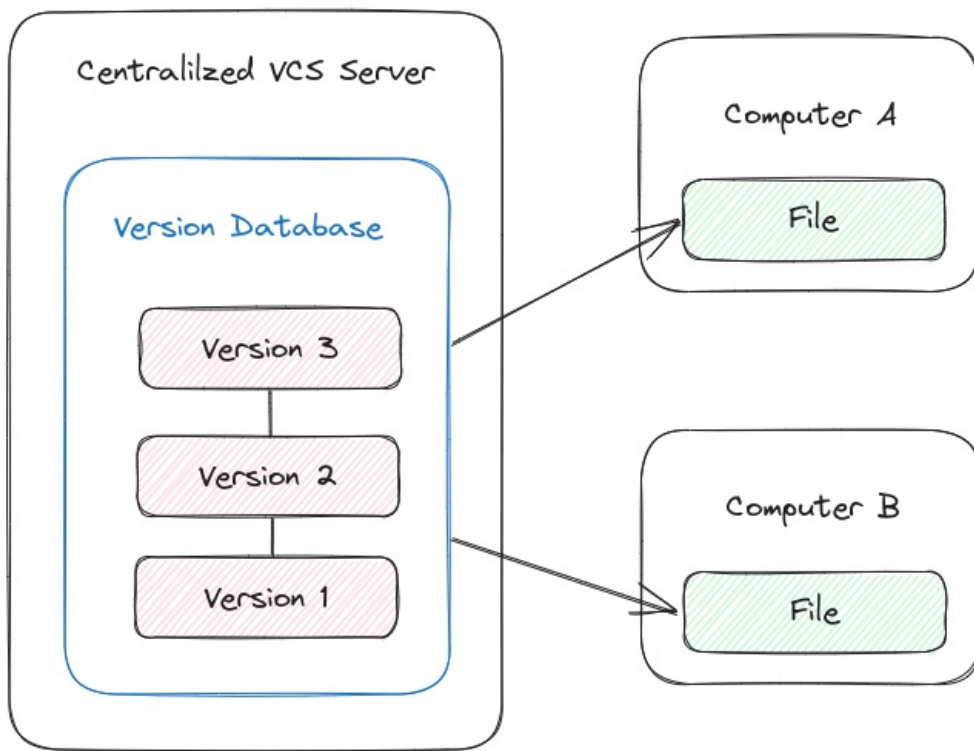 Centralilzed VCS Server
Version Database
Version 3
Version 2
Version 1
Computer A
File
Computer B
File